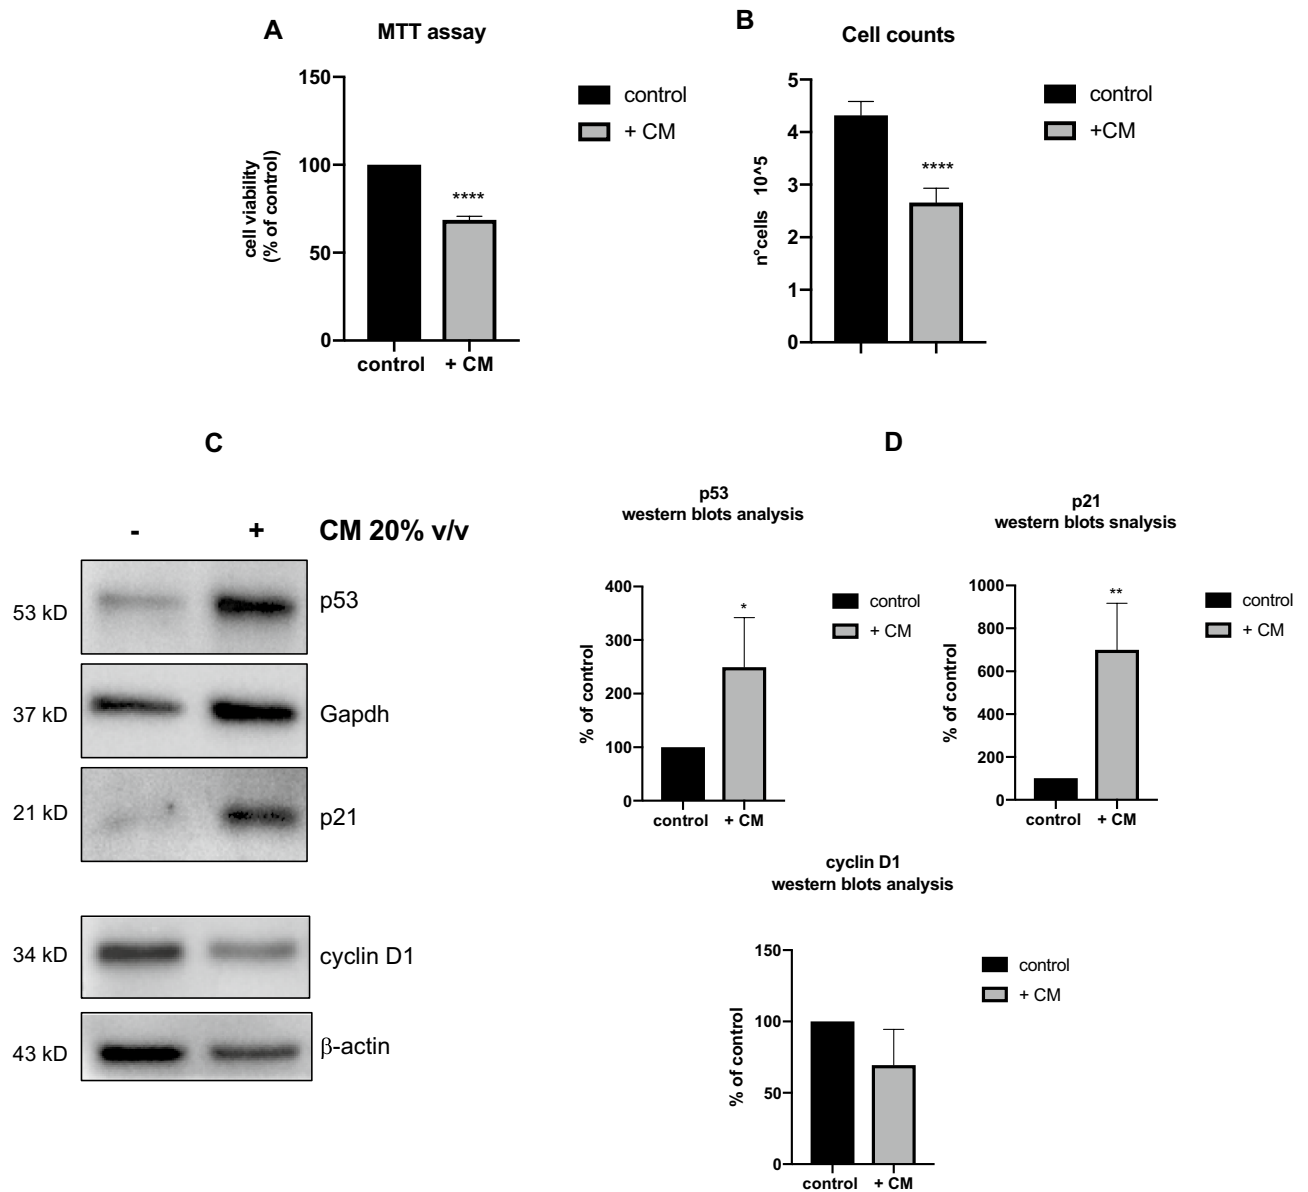 A
MTT assay
150
100
50
0
cell viability
(% of control)
****
control
+ CM
control
+ CM
B
Cell counts
5
4
3
2
1
0
n°cells 10^5
****
control
+CM
C
- + CM 20% v/v
53 kD p53
37 kD Gapdh
21 kD p21
34 kD cyclin D1
43 kD β-actin
D
p53
western blots analysis
400
300
200
100
0
% of control
*
control
+ CM
control
+ CM
p21
western blots snalysis
1000
800
600
400
200
0
% of control
**
control
+ CM
control
+ CM
cyclin D1
western blots analysis
150
100
50
0
% of control
control
+ CM
control
+ CM